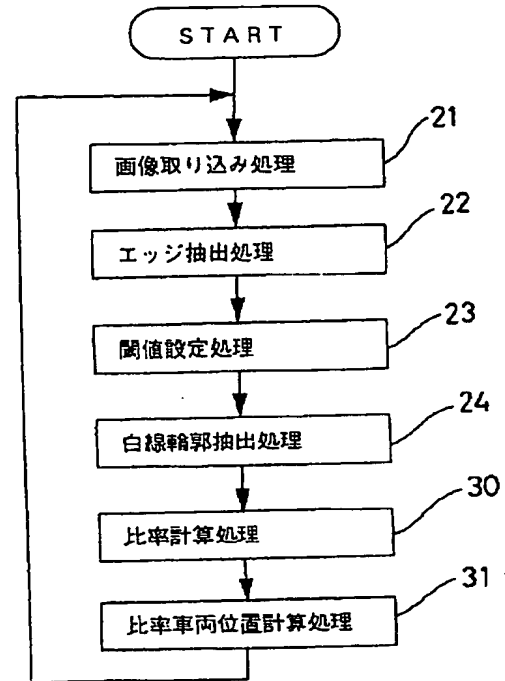 START
21
画像取り込み処理
22
エッジ抽出処理
23
閾値設定処理
24
白線輪郭抽出処理
30
比率計算処理
31
比率車両位置計算処理